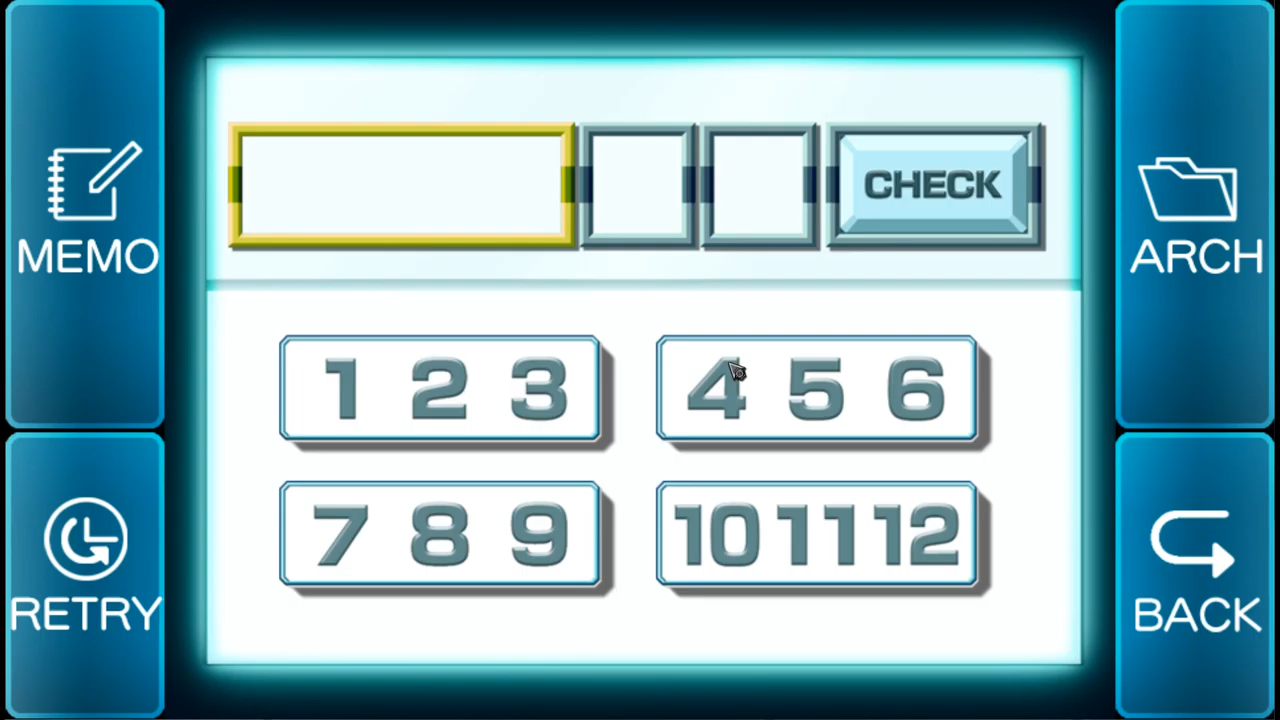 CHECK
MEMO
ARCH
1 2 3
4 5 6
7 8 9
10 11 12
RETRY
BACK